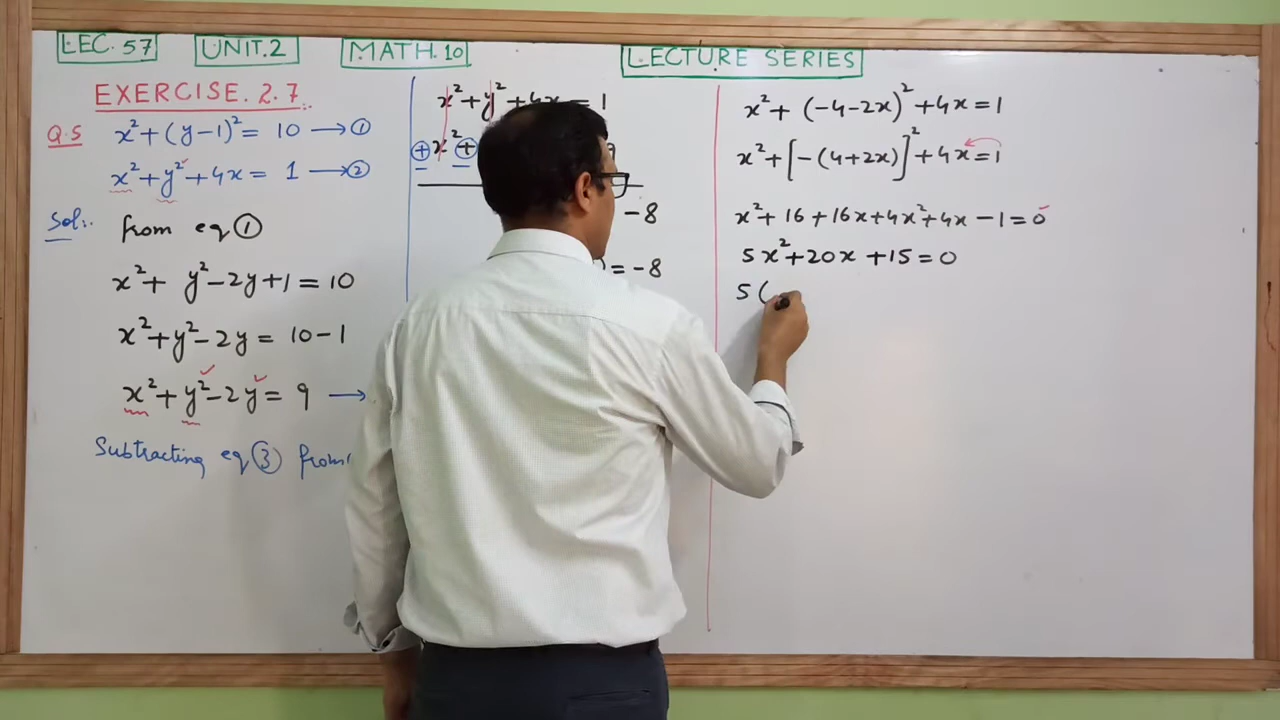 LEC. 57 UNIT.2 MATH.10 LECTURE SERIES
EXERCISE. 2.7.
Q.5 x² + (y-1)² = 10 → ①
x² + y² + 4x = 1 → ②
Sol:. from eq ①
x² + y² - 2y + 1 = 10
x² + y² - 2y = 10 - 1
x² + y² - 2y = 9 →
Subtracting eq ③ from
x² + y² + 4x = 1
x² +
- 8
= - 8
x² + (-4-2x)² + 4x = 1
x² + [-(4+2x)]² + 4x = 1
x² + 16 + 16x + 4x² + 4x - 1 = 0
5x² + 20x + 15 = 0
5 (